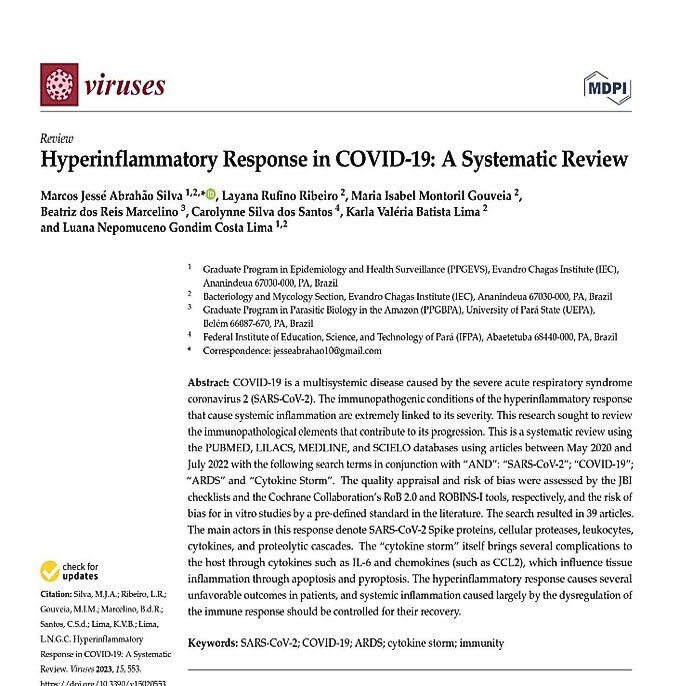 viruses
MDPI
Review
Hyperinflammatory Response in COVID-19: A Systematic Review
Marcos Jessé Abrahão Silva 1,2,*, Layana Rufino Ribeiro 2, Maria Isabel Montoril Gouveia 2,
Beatriz dos Reis Marcelino 3, Carolynne Silva dos Santos 4, Karla Valéria Batista Lima 2
and Luana Nepomuceno Gondim Costa Lima 1,2
1 Graduate Program in Epidemiology and Health Surveillance (PPGEVS), Evandro Chagas Institute (IEC),
Ananindeua 67030-000, PA, Brazil
2 Bacteriology and Mycology Section, Evandro Chagas Institute (IEC), Ananindeua 67030-000, PA, Brazil
3 Graduate Program in Parasitic Biology in the Amazon (PPGBPA), University of Pará State (UEPA),
Belém 66087-670, PA, Brazil
4 Federal Institute of Education, Science, and Technology of Pará (IFPA), Abaetetuba 68440-000, PA, Brazil
* Correspondence: jesseabrahao10@gmail.com
Abstract: COVID-19 is a multisystemic disease caused by the severe acute respiratory syndrome
coronavirus 2 (SARS-CoV-2). The immunopathogenic conditions of the hyperinflammatory response
that cause systemic inflammation are extremely linked to its severity. This research sought to review
the immunopathological elements that contribute to its progression. This is a systematic review using
the PUBMED, LILACS, MEDLINE, and SCIELO databases using articles between May 2020 and
July 2022 with the following search terms in conjunction with “AND”: “SARS-CoV-2”; “COVID-19”;
“ARDS” and “Cytokine Storm”. The quality appraisal and risk of bias were assessed by the JBI
checklists and the Cochrane Collaboration’s RoB 2.0 and ROBINS-I tools, respectively, and the risk of
bias for in vitro studies by a pre-defined standard in the literature. The search resulted in 39 articles.
The main actors in this response denote SARS-CoV-2 Spike proteins, cellular proteases, leukocytes,
cytokines, and proteolytic cascades. The “cytokine storm” itself brings several complications to
the host through cytokines such as IL-6 and chemokines (such as CCL2), which influence tissue
inflammation through apoptosis and pyroptosis. The hyperinflammatory response causes several
unfavorable outcomes in patients, and systemic inflammation caused largely by the dysregulation of
the immune response should be controlled for their recovery.
Keywords: SARS-CoV-2; COVID-19; ARDS; cytokine storm; immunity
check for
updates
Citation: Silva, M.J.A.; Ribeiro, L.R.;
Gouveia, M.I.M.; Marcelino, B.d.R.;
Santos, C.S.d.; Lima, K.V.B.; Lima,
L.N.G.C. Hyperinflammatory
Response in COVID-19: A Systematic
Review. Viruses 2023, 15, 553.
https://doi.org/10.3390/v15020553